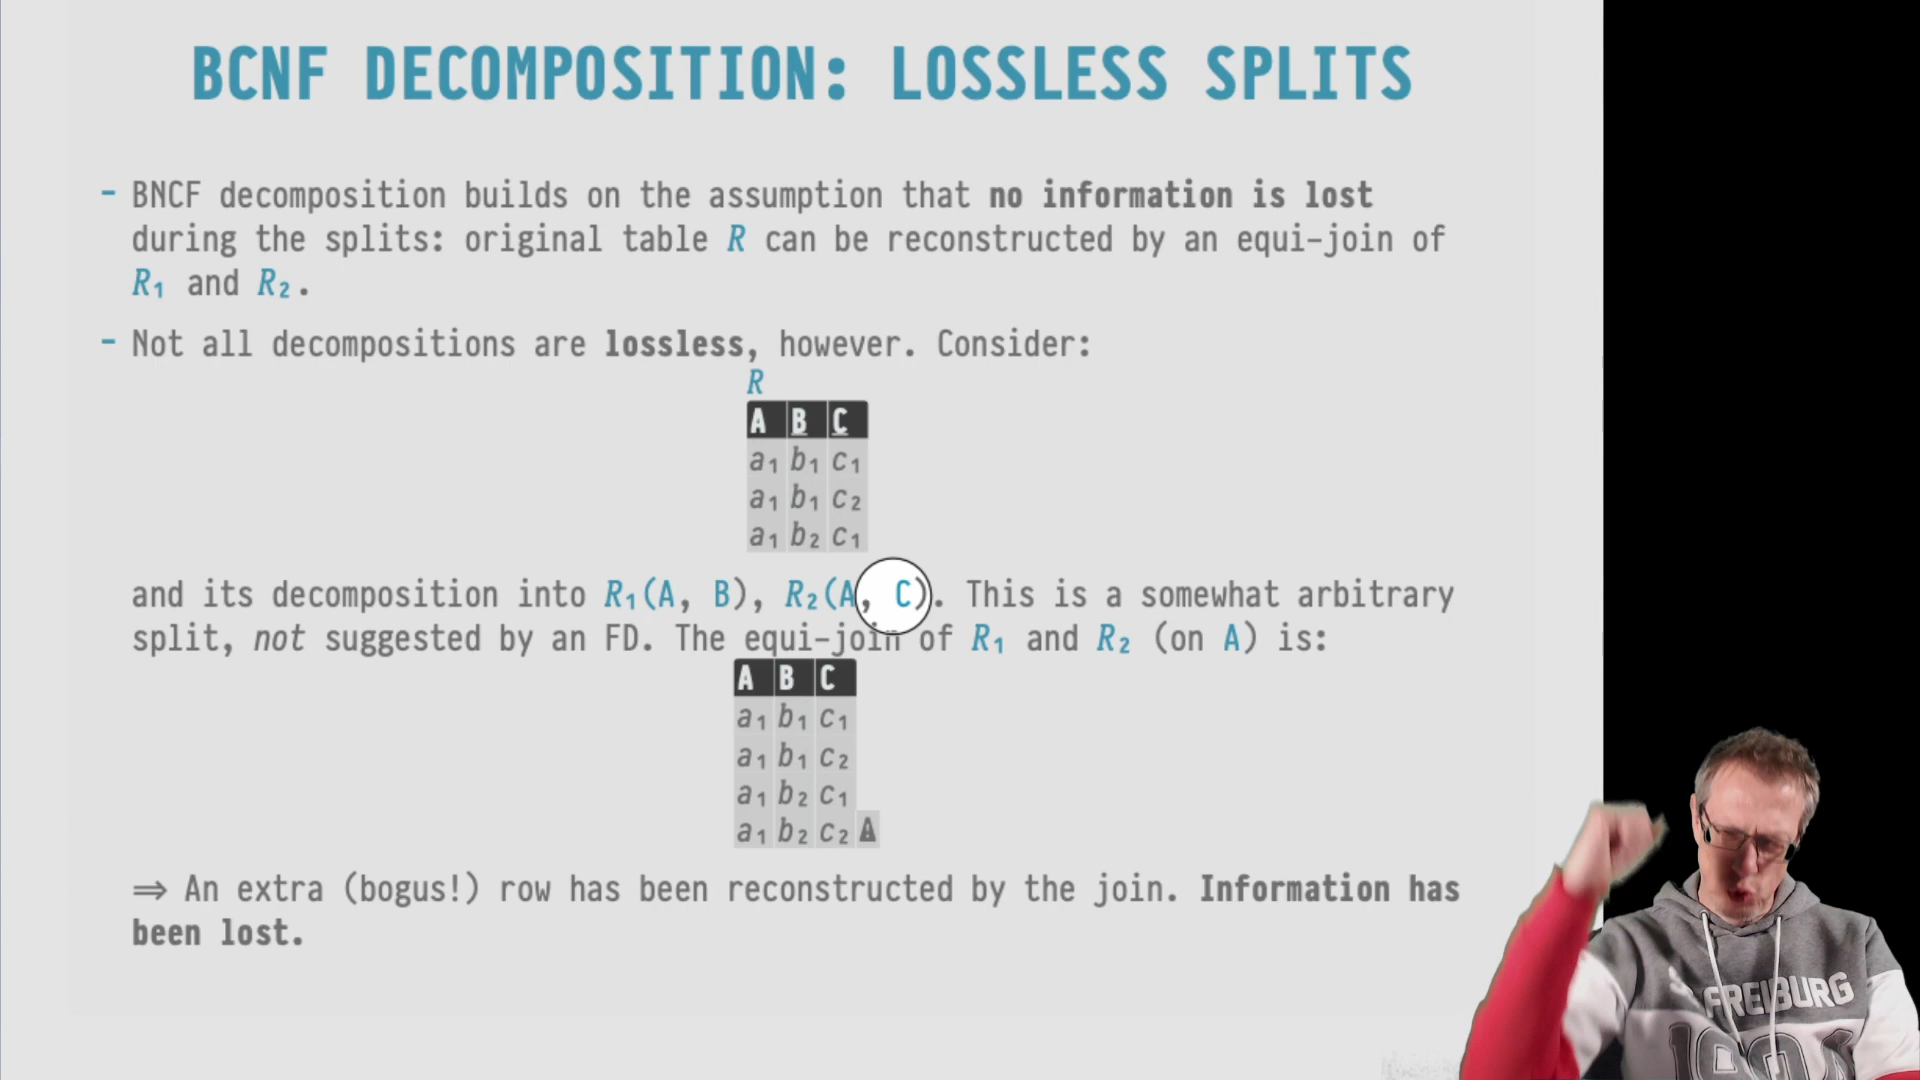 BCNF DECOMPOSITION: LOSSLESS SPLITS
- BNCF decomposition builds on the assumption that no information is lost
during the splits: original table R can be reconstructed by an equi-join of
R₁ and R₂.
- Not all decompositions are lossless, however. Consider:
R
A B C
a₁ b₁ c₁
a₁ b₁ c₂
a₁ b₂ c₁
and its decomposition into R₁(A, B), R₂(A, C). This is a somewhat arbitrary
split, not suggested by an FD. The equi-join of R₁ and R₂ (on A) is:
A B C
a₁ b₁ c₁
a₁ b₁ c₂
a₁ b₂ c₁
a₁ b₂ c₂
⇒ An extra (bogus!) row has been reconstructed by the join. Information has
been lost.
FREIBURG